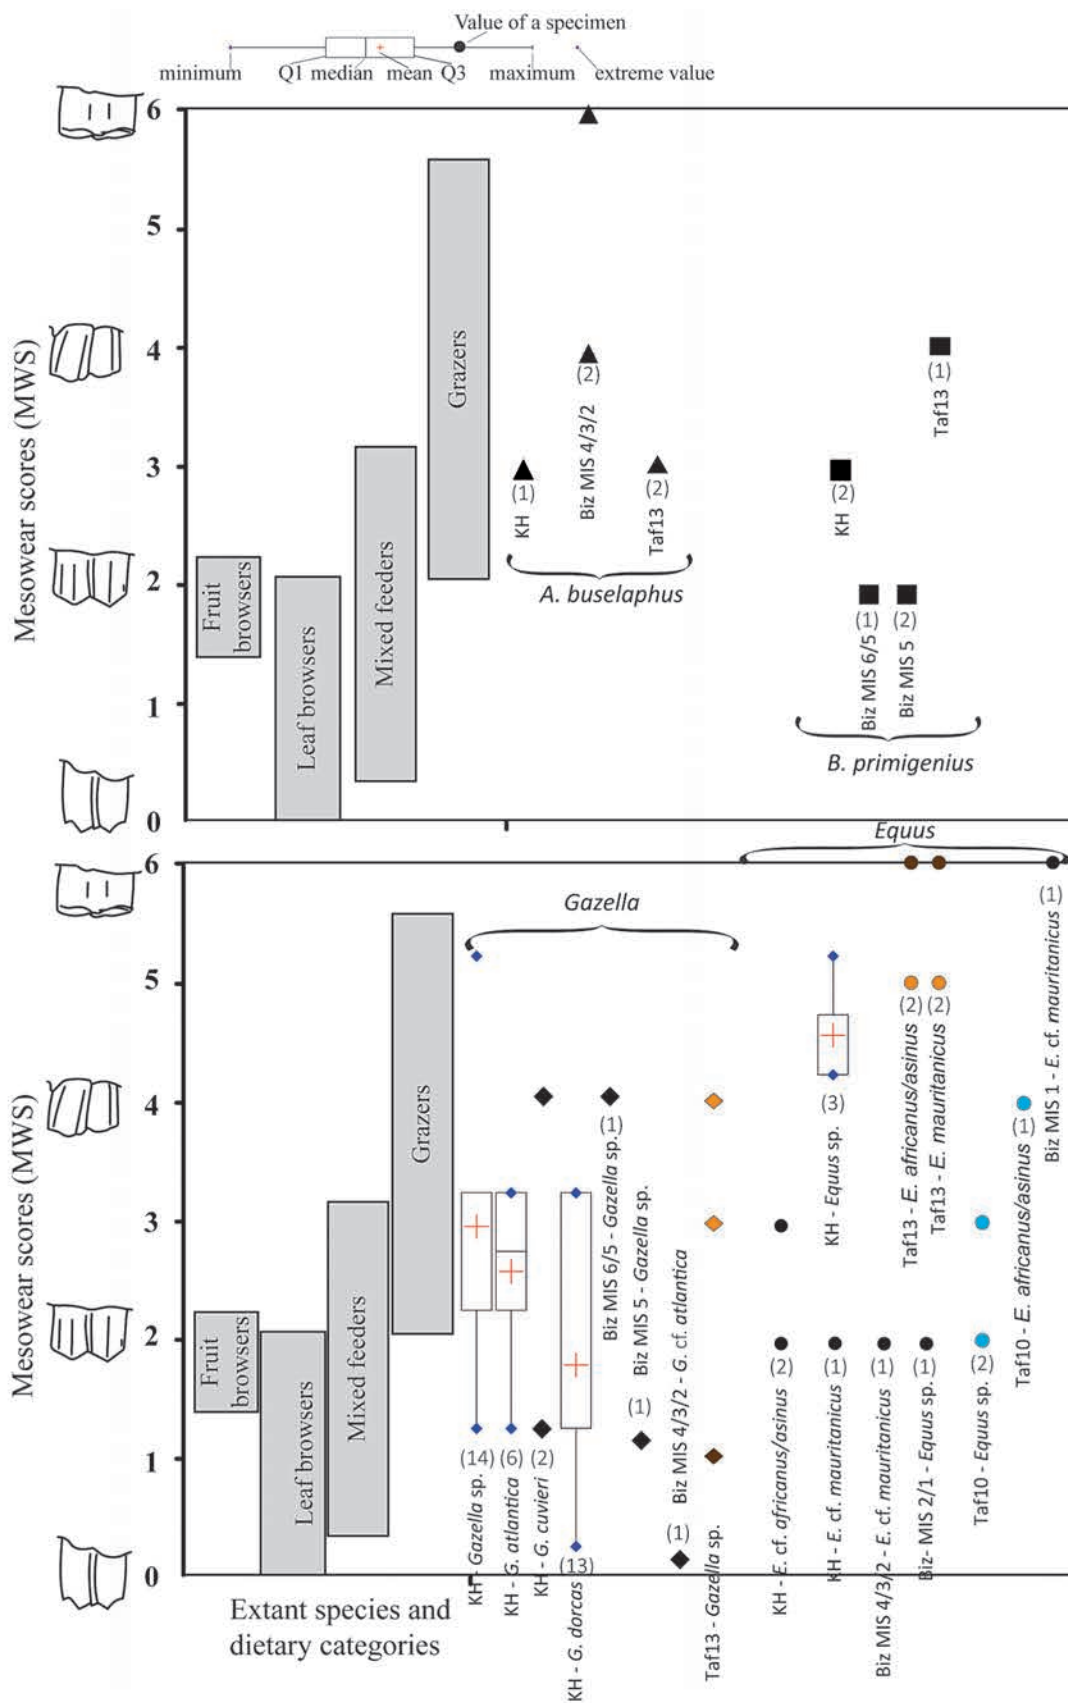 Value of a specimen
minimum Q1 median mean Q3 maximum extreme value
Mesowear scores (MWS)
6
5
4
3
2
1
0
Fruit
browsers
Leaf browsers
Mixed feeders
Grazers
(1)
KH
(2)
Biz MIS 4/3/2
(2)
Taf13
A. buselaphus
(2)
KH
(1)
Biz MIS 6/5
(2)
Biz MIS 5
(1)
Taf13
B. primigenius
Mesowear scores (MWS)
6
5
4
3
2
1
0
Fruit
browsers
Leaf browsers
Mixed feeders
Grazers
Extant species and
dietary categories
Gazella
(14)
KH - Gazella sp.
(6)
KH - G. atlantica
(2)
KH - G. cuvieri
(13)
KH - G. dorcas
(1)
Biz MIS 6/5 - Gazella sp.
(1)
Biz MIS 5 - Gazella sp.
(1)
Biz MIS 4/3/2 - G. cf. atlantica
Taf13 - Gazella sp.
Equus
(2)
KH - E. cf. africanus/asinus
(3)
KH - Equus sp.
(1)
KH - E. cf. mauritanicus
(1)
Biz MIS 4/3/2 - E. cf. mauritanicus
(2)
Taf13 - E. africanus/asinus
(2)
Taf13 - E. mauritanicus
(1)
Biz- MIS 2/1 - Equus sp.
(2)
Taf10 - Equus sp.
(1)
Taf10 - E. africanus/asinus
(1)
Biz MIS 1 - E. cf. mauritanicus